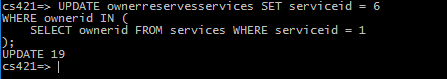 cs421=> UPDATE ownerreservesservices SET serviceid = 6
WHERE ownerid IN (
    SELECT ownerid FROM services WHERE serviceid = 1
);
UPDATE 19
cs421=>